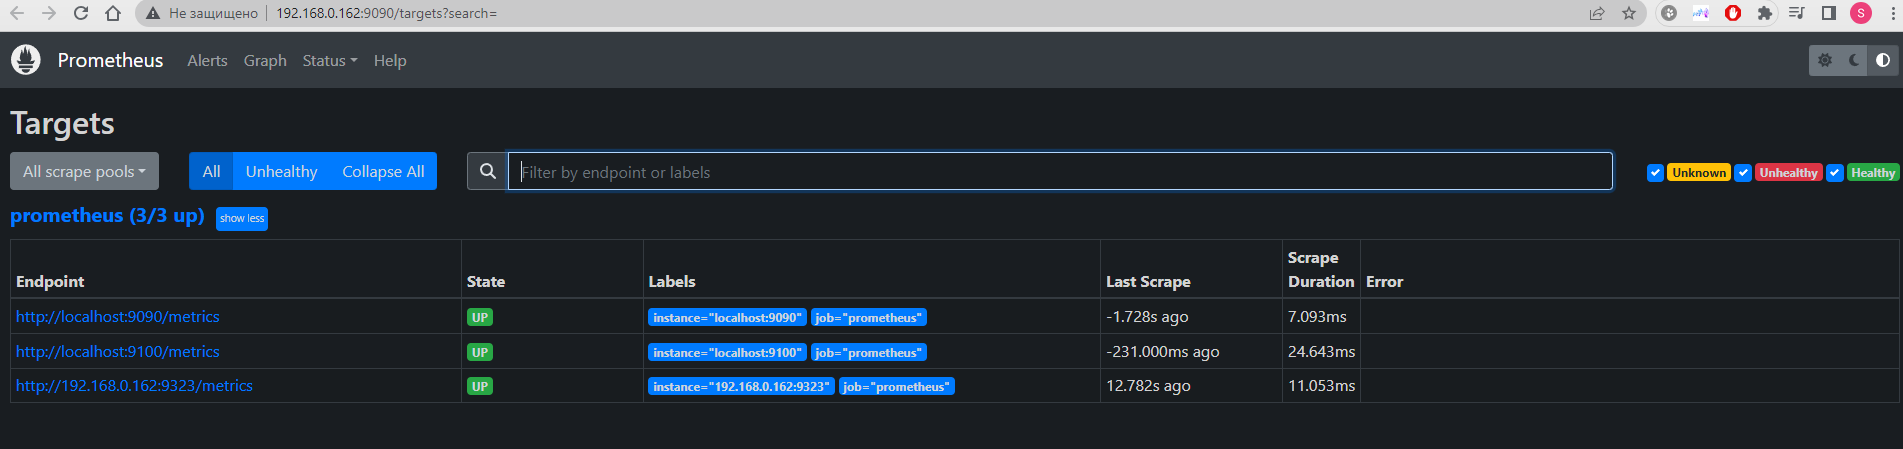 Не защищено 192.168.0.162:9090/targets?search=
S
Prometheus Alerts Graph Status Help
Targets
All scrape pools All Unhealthy Collapse All Filter by endpoint or labels Unknown Unhealthy Healthy
prometheus (3/3 up) show less
Endpoint State Labels Last Scrape Scrape Duration Error
http://localhost:9090/metrics UP instance="localhost:9090" job="prometheus" -1.728s ago 7.093ms
http://localhost:9100/metrics UP instance="localhost:9100" job="prometheus" -231.000ms ago 24.643ms
http://192.168.0.162:9323/metrics UP instance="192.168.0.162:9323" job="prometheus" 12.782s ago 11.053ms